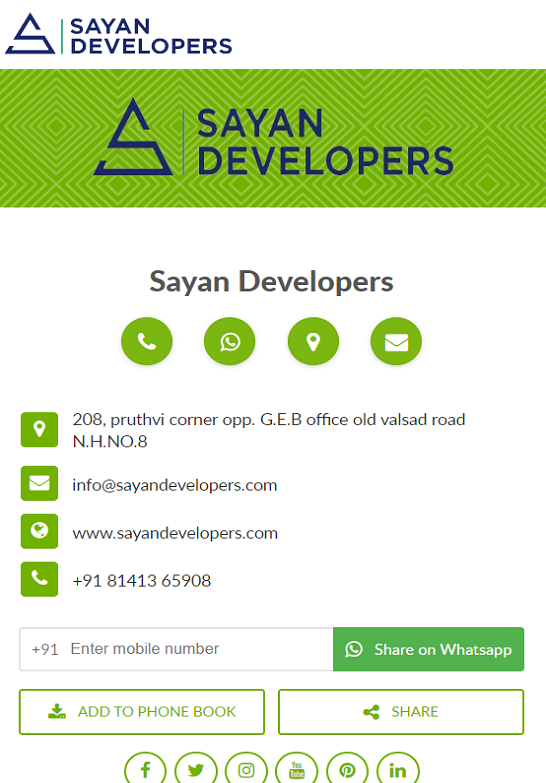 SAYAN
DEVELOPERS
SAYAN
DEVELOPERS
Sayan Developers
208, pruthvi corner opp. G.E.B office old valsad road
N.H.NO.8
info@sayandevelopers.com
www.sayandevelopers.com
+91 81413 65908
+91 Enter mobile number
Share on Whatsapp
ADD TO PHONE BOOK
SHARE
You
Tube